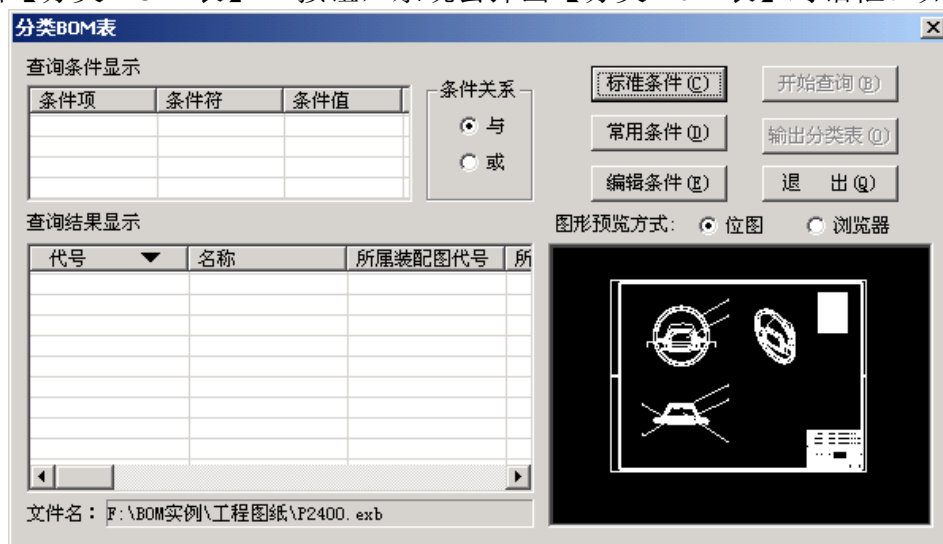 分类BOM表
查询条件显示
条件项 条件符 条件值
条件关系
与
或
标准条件(C)
开始查询(B)
常用条件(D)
输出分类表(O)
编辑条件(E)
退 出(Q)
查询结果显示
图形预览方式: 位图 浏览器
代号 名称 所属装配图代号 所
文件名: F:\BOM实例\工程图纸\P2400.exb